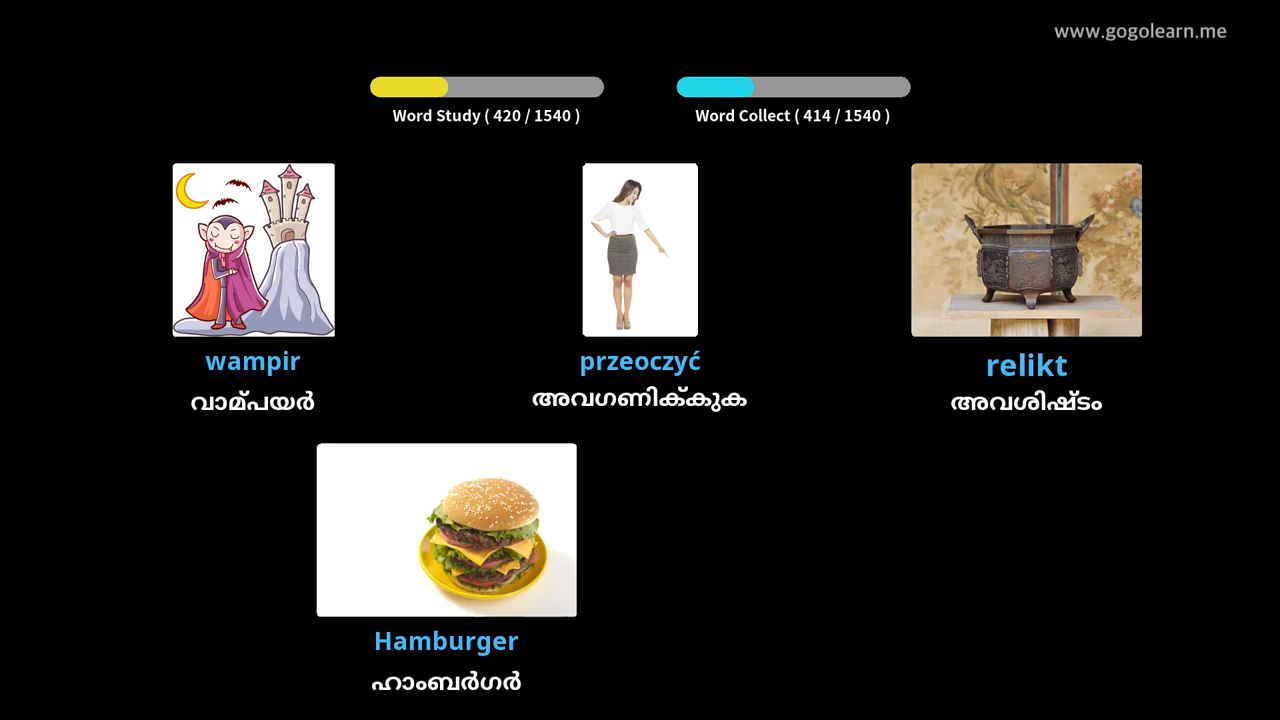 www.gogolearn.me
Word Study ( 420 / 1540 )
Word Collect ( 414 / 1540 )
wampir
przeoczyć
relikt
വാമ്പയർ
അവഗണിക്കുക
അവശിഷ്ടം
Hamburger
ഹാംബർഗർ